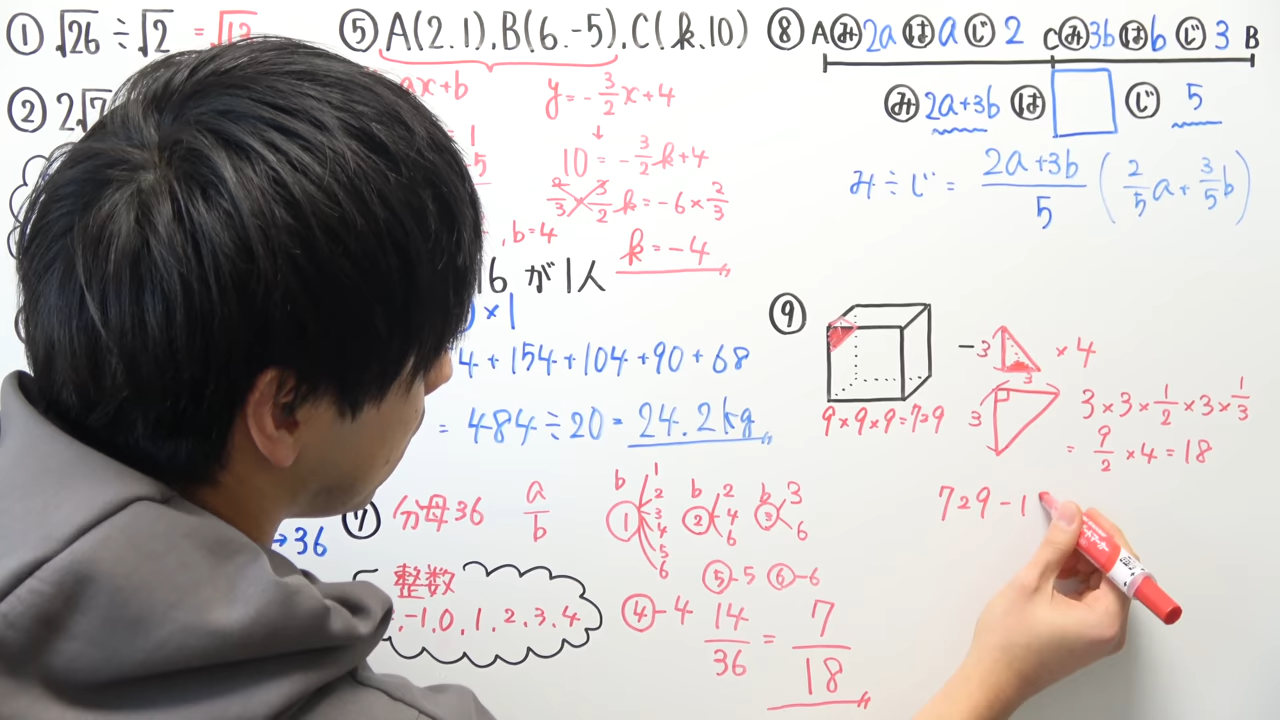 ① √26 ÷ √2 = √13
② 2√7
⑤ A(2,1), B(6,-5), C(k,10)
ax+b
1
-5
, b=4
y=-3/2x+4
↓
10=-3/2k+4
2/3 × 3/2k=-6×2/3
k=-4
16 が1人
×1
4+154+104+90+68
= 484÷20= 24.2kg
→36
⑦ 分母36 a/b
b ① 1 2 3 4 5 6
b ② 2 4 6
b ③ 3 6
⑤-5 ⑥-6
④-4
14/36 = 7/18
整数
-1, 0, 1, 2, 3, 4
⑧ A み 2a は a じ 2 C み 3b は b じ 3 B
み 2a+3b は □ じ 5
み÷じ= 2a+3b/5 (2/5a+3/5b)
⑨
9×9×9=729
-3 ×4
3
3
3×3×1/2×3×1/3
= 9/2×4=18
729-1